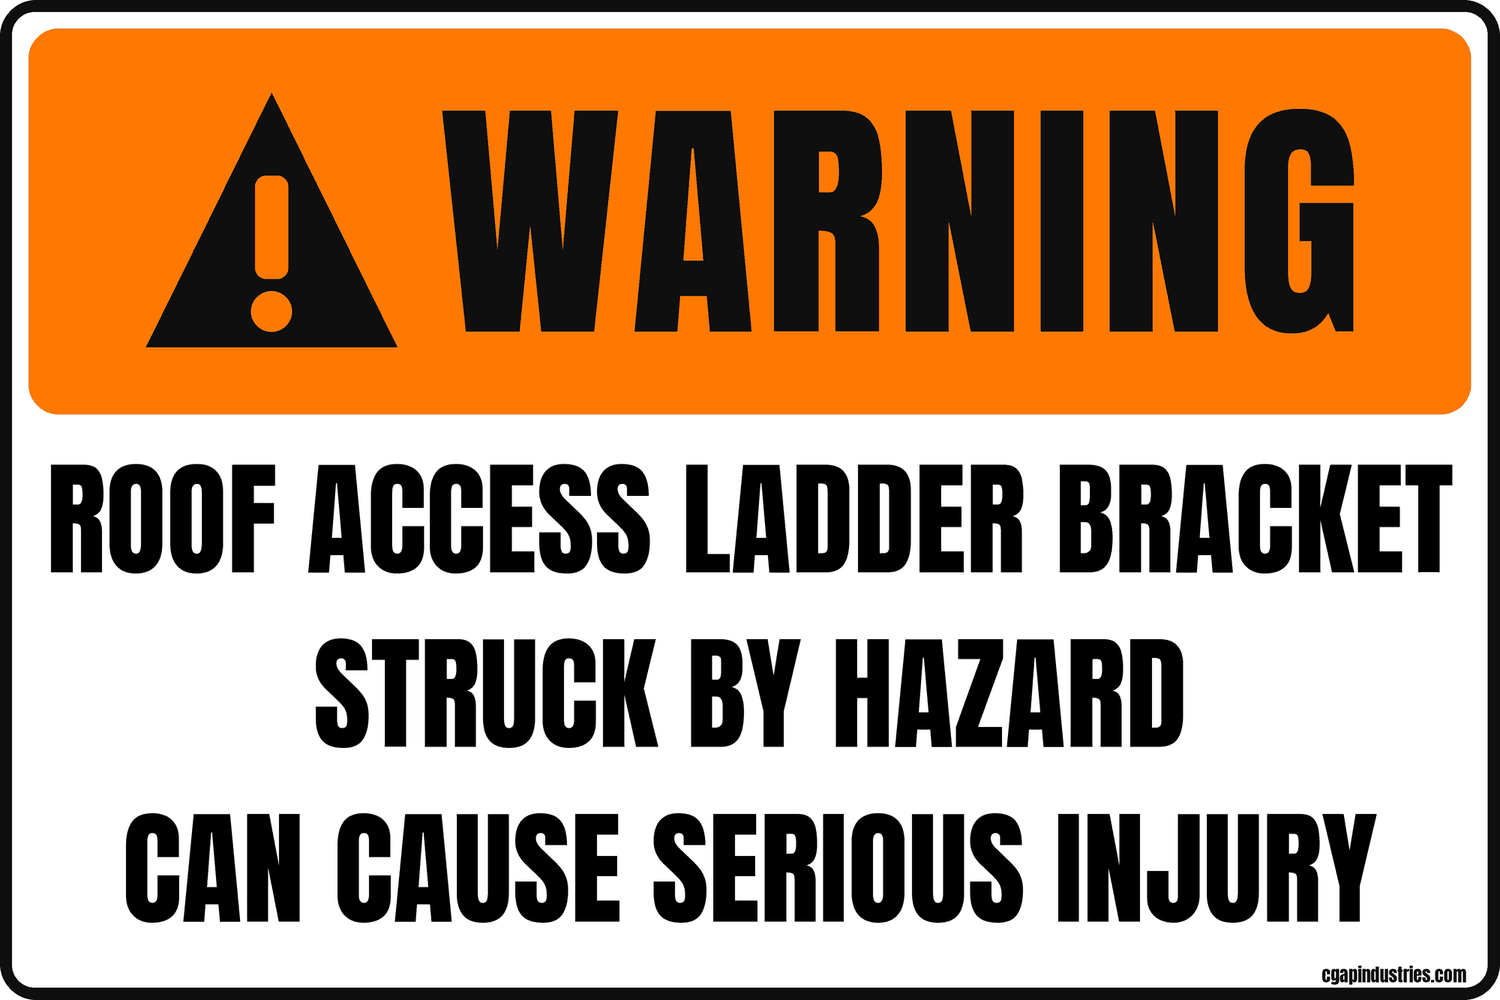 WARNING
ROOF ACCESS LADDER BRACKET
STRUCK BY HAZARD
CAN CAUSE SERIOUS INJURY
cgapindustries.com